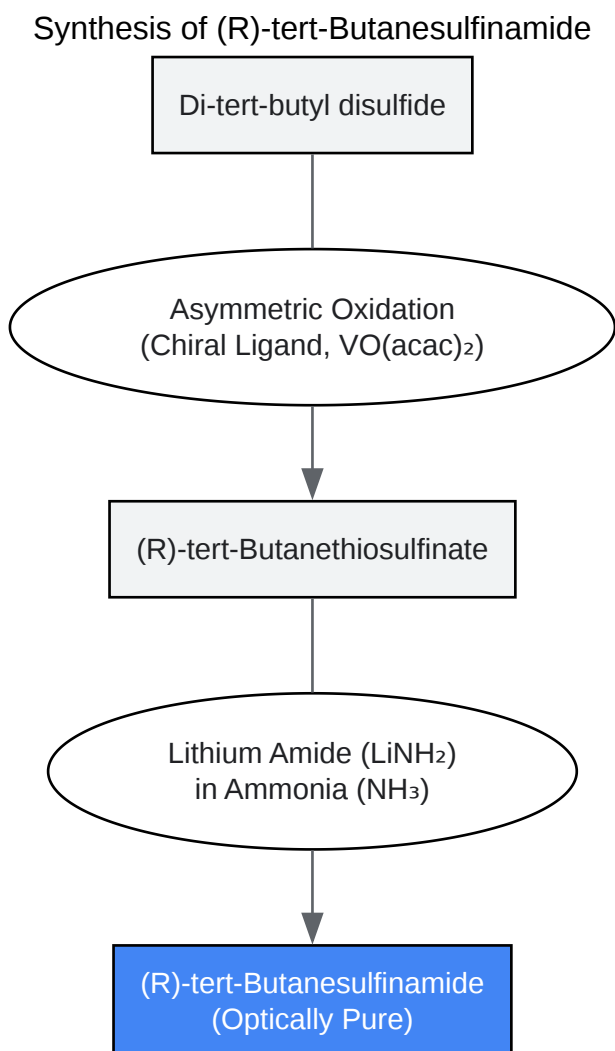 Synthesis of (R)-tert-Butanesulfinamide
Di-tert-butyl disulfide
Asymmetric Oxidation
(Chiral Ligand, VO(acac)₂)
(R)-tert-Butanethiosulfinate
Lithium Amide (LiNH₂)
in Ammonia (NH₃)
(R)-tert-Butanesulfinamide
(Optically Pure)